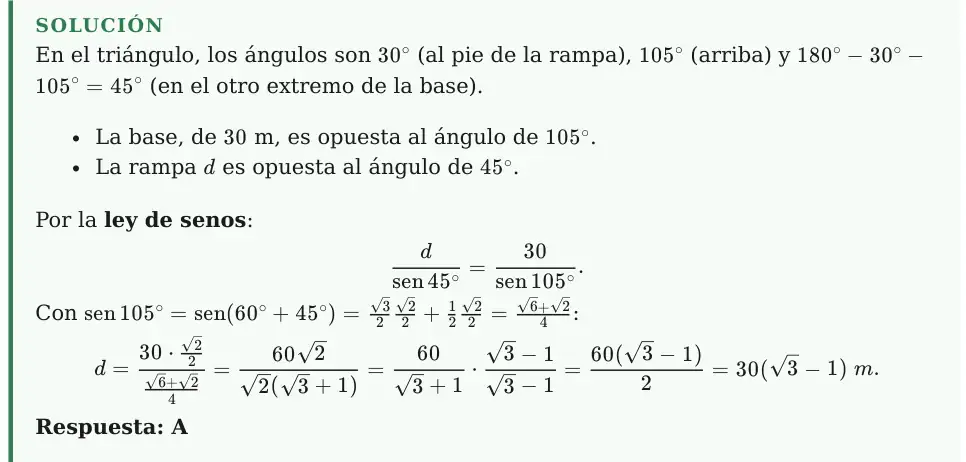 SOLUCIÓN
En el triángulo, los ángulos son 30° (al pie de la rampa), 105° (arriba) y 180° − 30° −
105° = 45° (en el otro extremo de la base).
• La base, de 30 m, es opuesta al ángulo de 105°.
• La rampa d es opuesta al ángulo de 45°.
Por la ley de senos:
d / sen 45° = 30 / sen 105°.
Con sen 105° = sen(60° + 45°) = √3/2 √2/2 + 1/2 √2/2 = (√6+√2)/4:
d = (30 · √2/2) / ((√6+√2)/4) = 60√2 / (√2(√3 + 1)) = 60 / (√3 + 1) · (√3 − 1) / (√3 − 1) = 60(√3 − 1) / 2 = 30(√3 − 1) m.
Respuesta: A